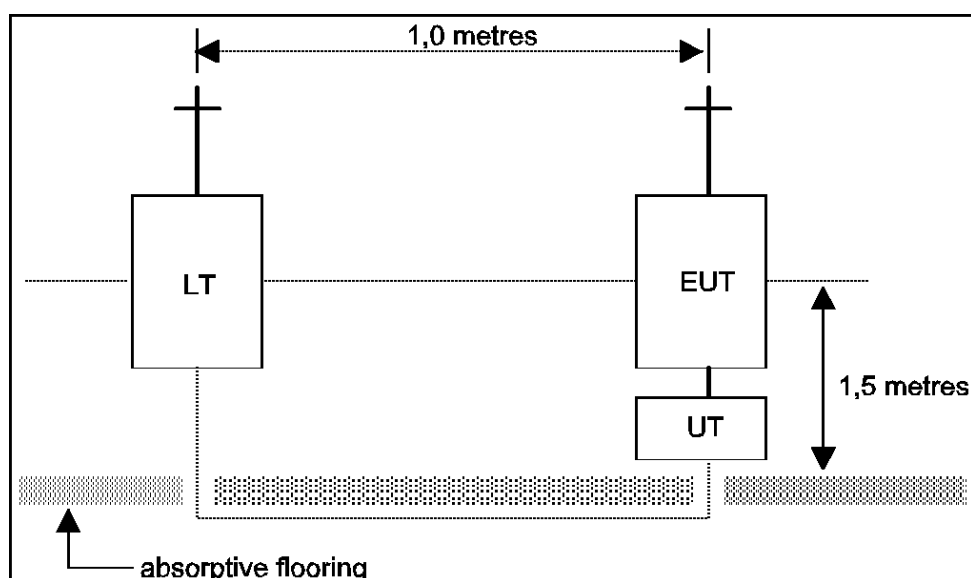 1,0 metres
LT
EUT
1,5 metres
UT
absorptive flooring